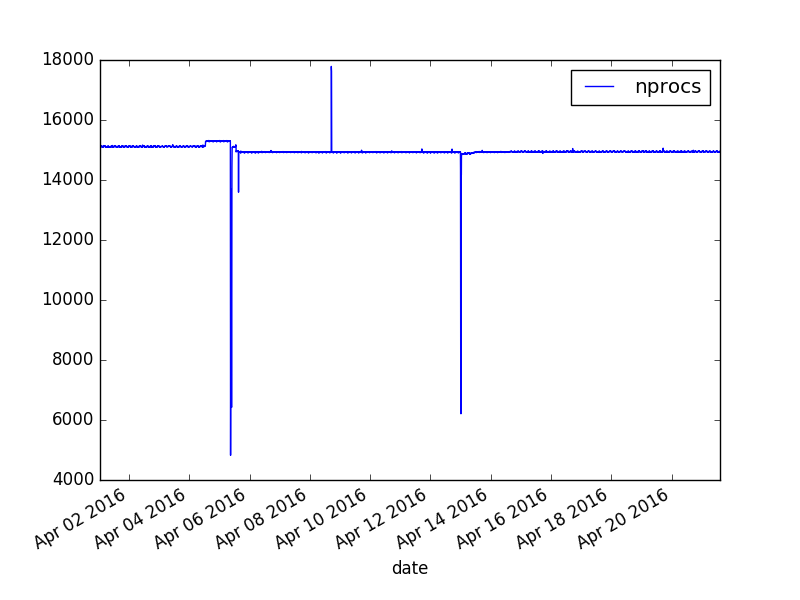 18000
16000
14000
12000
10000
8000
6000
4000
nprocs
Apr 02 2016
Apr 04 2016
Apr 06 2016
Apr 08 2016
Apr 10 2016
Apr 12 2016
Apr 14 2016
Apr 16 2016
Apr 18 2016
Apr 20 2016
date